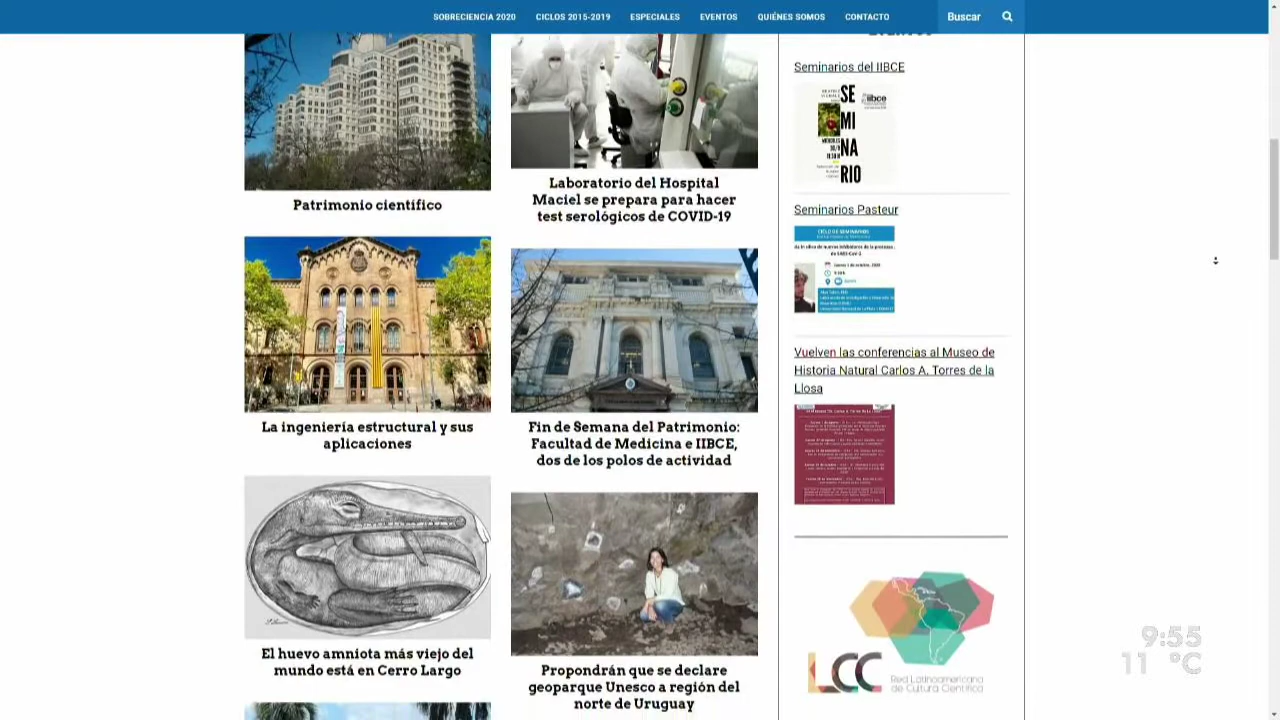 SOBRECIENCIA 2020 CICLOS 2015-2019 ESPECIALES EVENTOS QUIÉNES SOMOS CONTACTO Buscar
Patrimonio científico
La ingeniería estructural y sus
aplicaciones
El huevo amniota más viejo del
mundo está en Cerro Largo
Laboratorio del Hospital
Maciel se prepara para hacer
test serológicos de COVID-19
Fin de Semana del Patrimonio:
Facultad de Medicina e IIBCE,
dos de los polos de actividad
Propondrán que se declare
geoparque Unesco a región del
norte de Uruguay
Seminarios del IIBCE
iibce
SE
MI
NA
RIO
Seminarios Pasteur
CICLO DE SEMINARIOS
Vuelven las conferencias al Museo de
Historia Natural Carlos A. Torres de la
Llosa
LCC
Red Latinoamericana
de Cultura Científica
9:55
11 °C